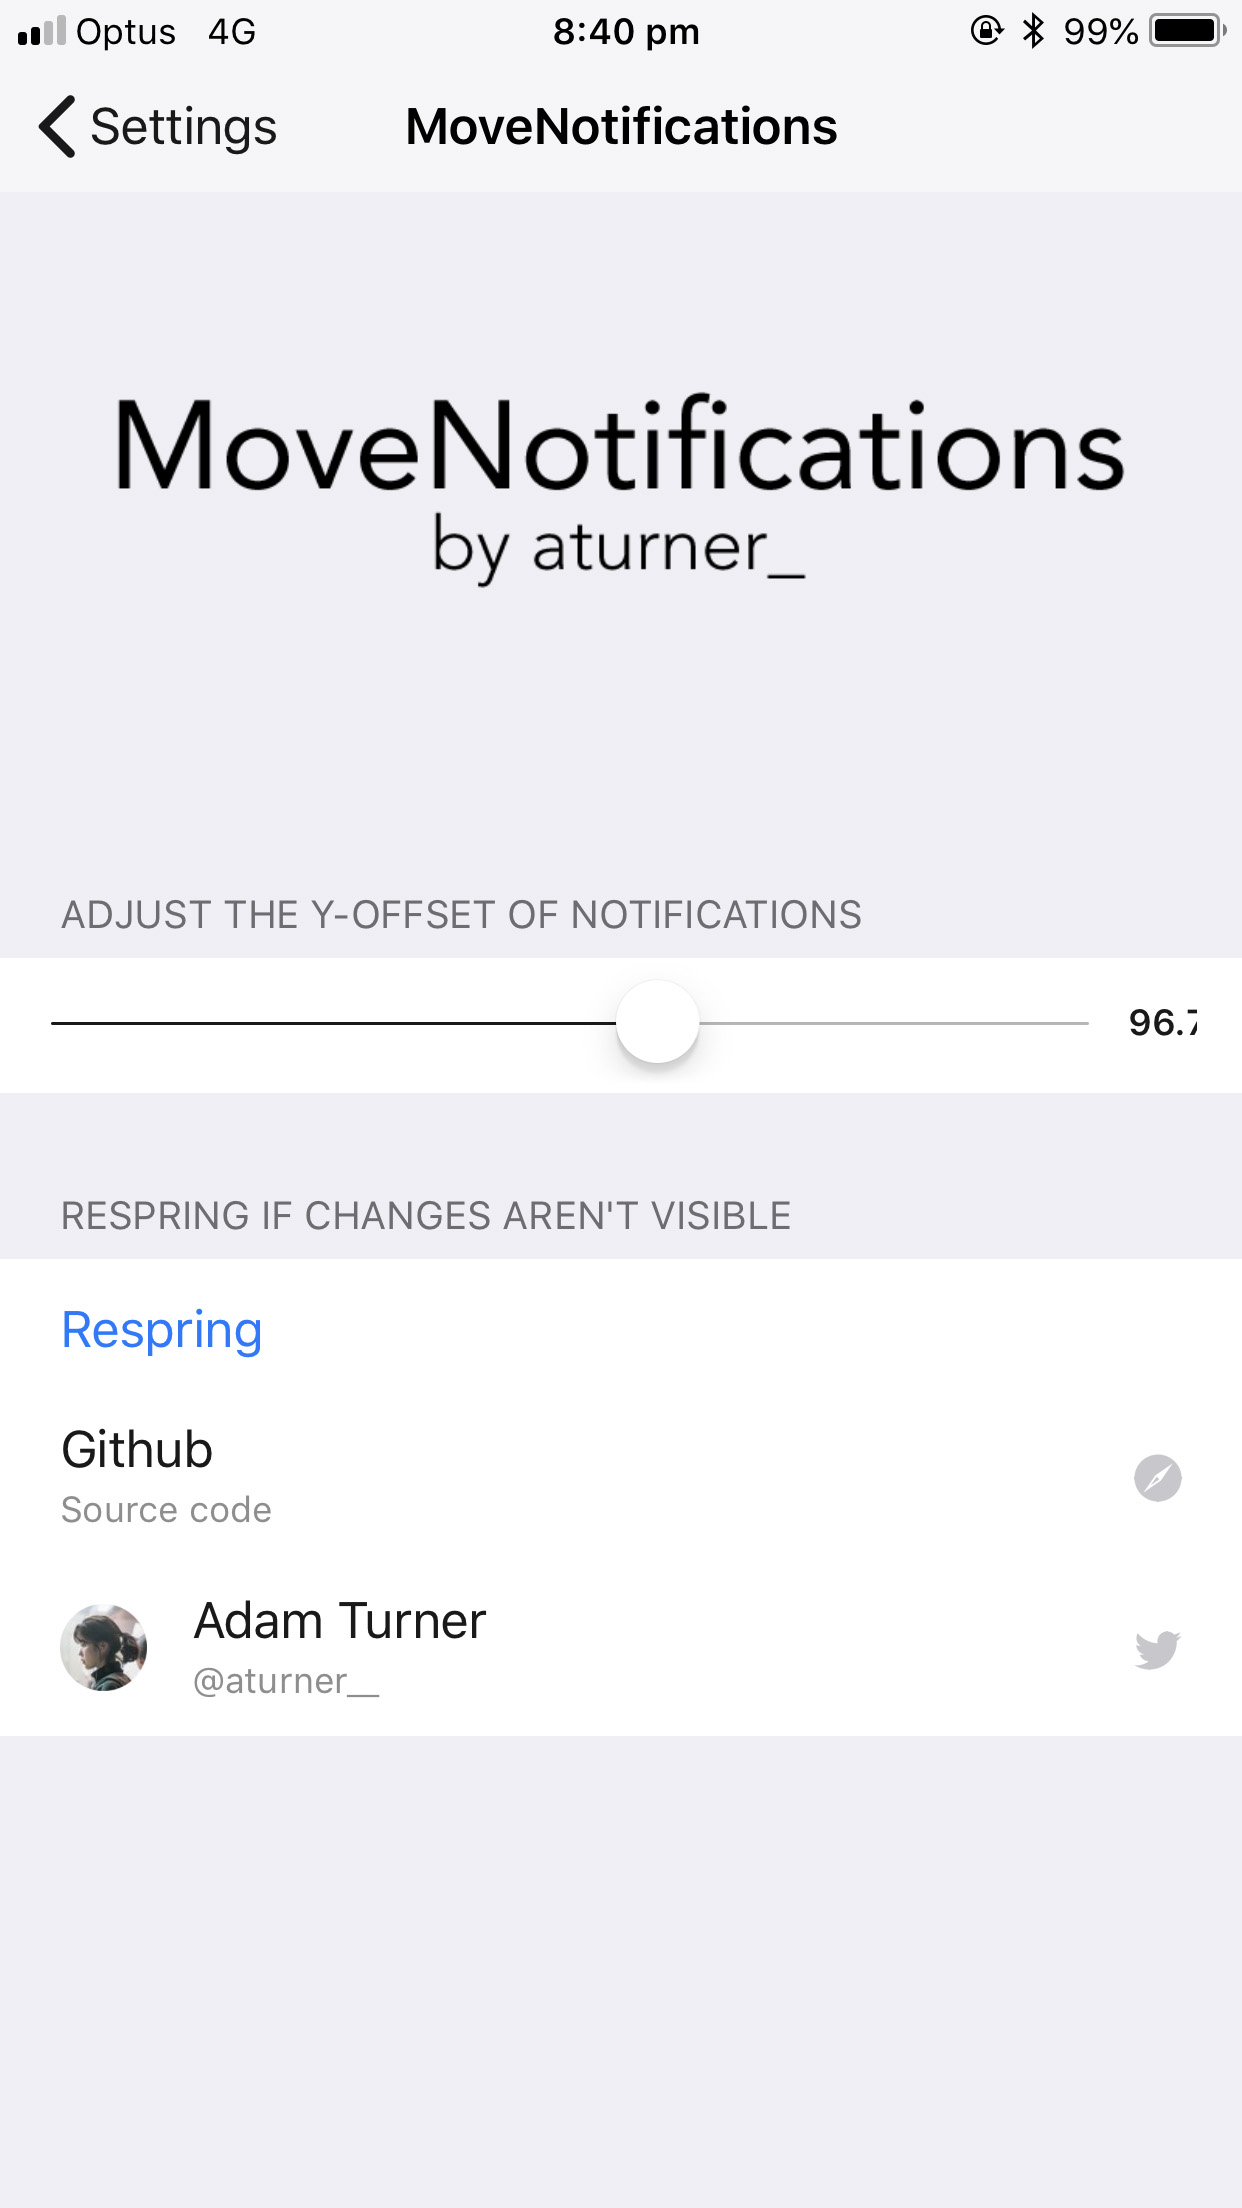 Optus 4G 8:40 pm 99%
Settings MoveNotifications
MoveNotifications
by aturner_
ADJUST THE Y-OFFSET OF NOTIFICATIONS
96.7
RESPRING IF CHANGES AREN'T VISIBLE
Respring
Github
Source code
Adam Turner
@aturner__